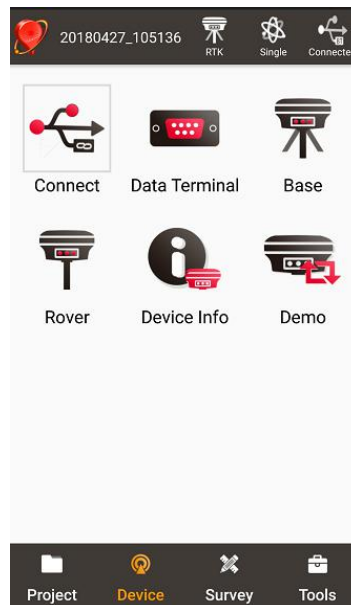 20180427_105136
RTK
Single
Connecte
Connect
Data Terminal
Base
Rover
Device Info
Demo
Project
Device
Survey
Tools